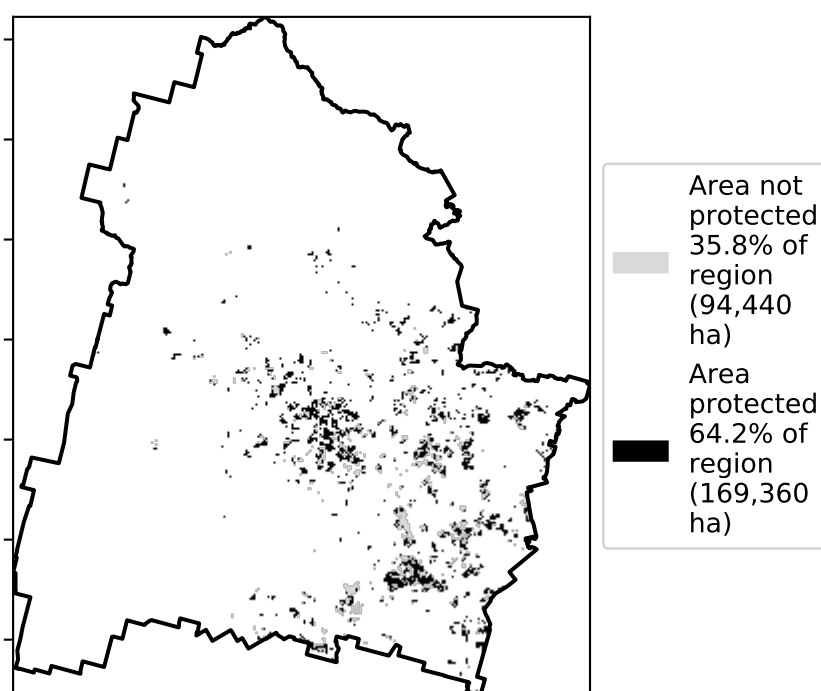 Area not
protected
35.8% of
region
(94,440
ha)
Area
protected
64.2% of
region
(169,360
ha)